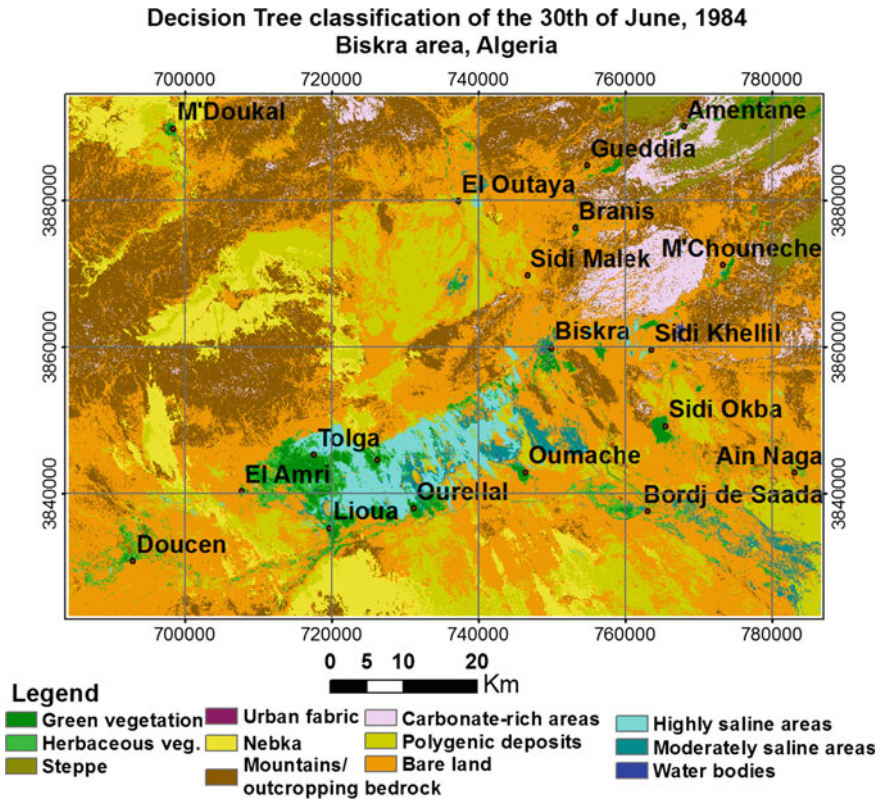 Decision Tree classification of the 30th of June, 1984
Biskra area, Algeria
700000 720000 740000 760000 780000
M'Doukal
Amentane
Gueddila
El Outaya
3880000
3880000
Branis
M'Chouneche
Sidi Malek
Biskra
Sidi Khellil
3860000
3860000
Sidi Okba
Tolga
Oumache
Ain Naga
El Amri
Ourellal
Bordj de Saada
3840000
3840000
Lioua
Doucen
700000 720000 740000 760000 780000
0 5 10 20
Km
Legend
Green vegetation
Herbaceous veg.
Steppe
Urban fabric
Nebka
Mountains/
outcropping bedrock
Carbonate-rich areas
Polygenic deposits
Bare land
Highly saline areas
Moderately saline areas
Water bodies